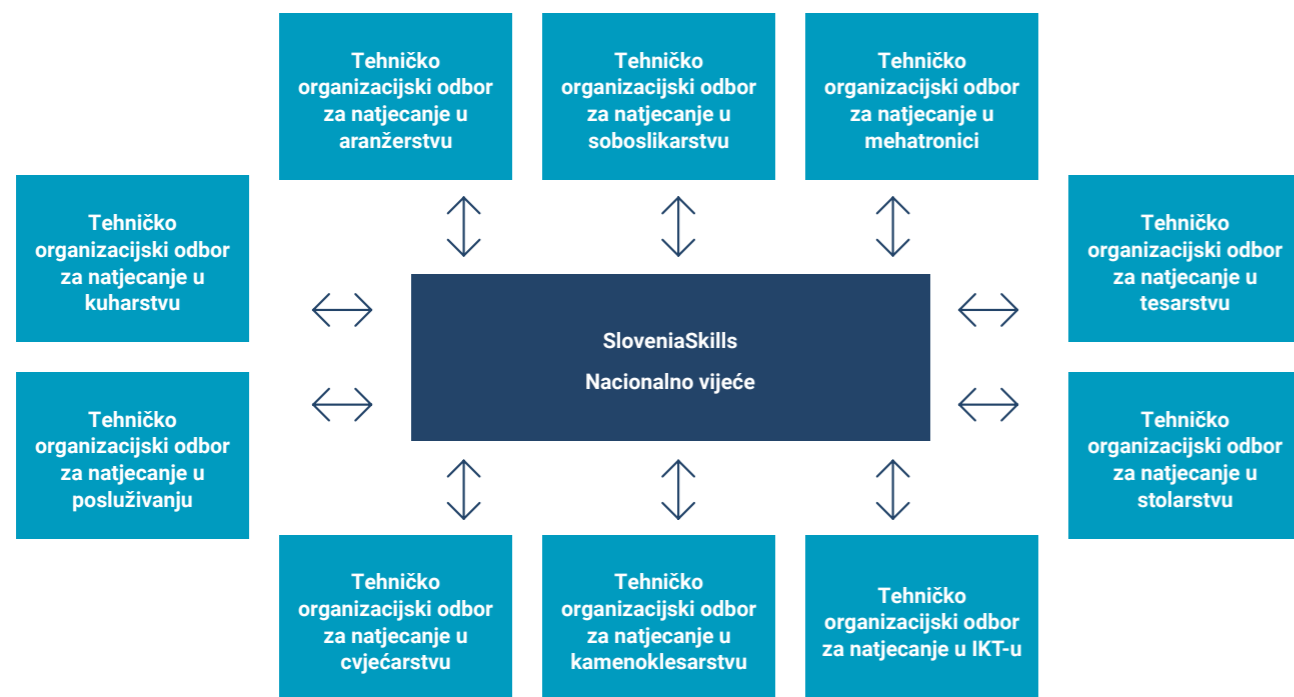 Tehničko
organizacijski odbor
za natjecanje u
aranžerstvu
Tehničko
organizacijski odbor
za natjecanje u
soboslikarstvu
Tehničko
organizacijski odbor
za natjecanje u
mehatronici
Tehničko
organizacijski odbor
za natjecanje u
kuharstvu
Tehničko
organizacijski odbor
za natjecanje u
tesarstvu
SloveniaSkills
Nacionalno vijeće
Tehničko
organizacijski odbor
za natjecanje u
posluživanju
Tehničko
organizacijski odbor
za natjecanje u
stolarstvu
Tehničko
organizacijski odbor
za natjecanje u
cvjećarstvu
Tehničko
organizacijski odbor
za natjecanje u
kamenoklesarstvu
Tehničko
organizacijski odbor
za natjecanje u IKT-u